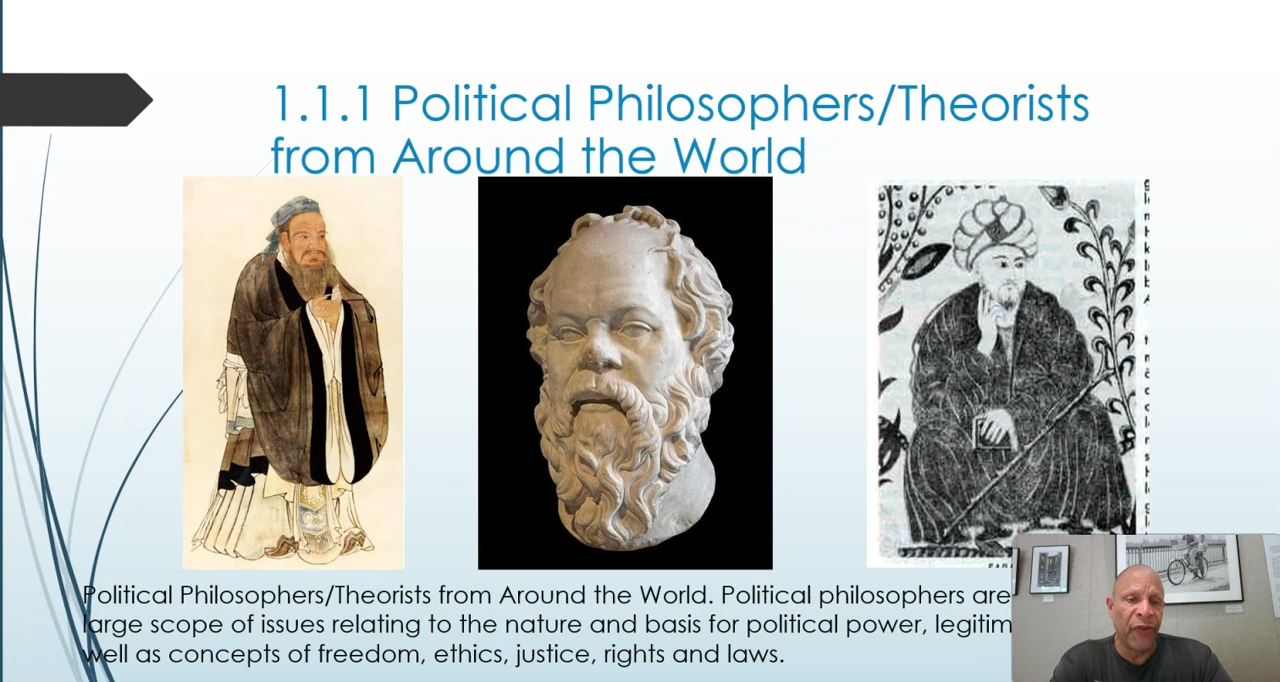 1.1.1 Political Philosophers/Theorists
from Around the World
Political Philosophers/Theorists from Around the World. Political philosophers are
large scope of issues relating to the nature and basis for political power,
well as concepts of freedom, ethics, justice, rights and laws.